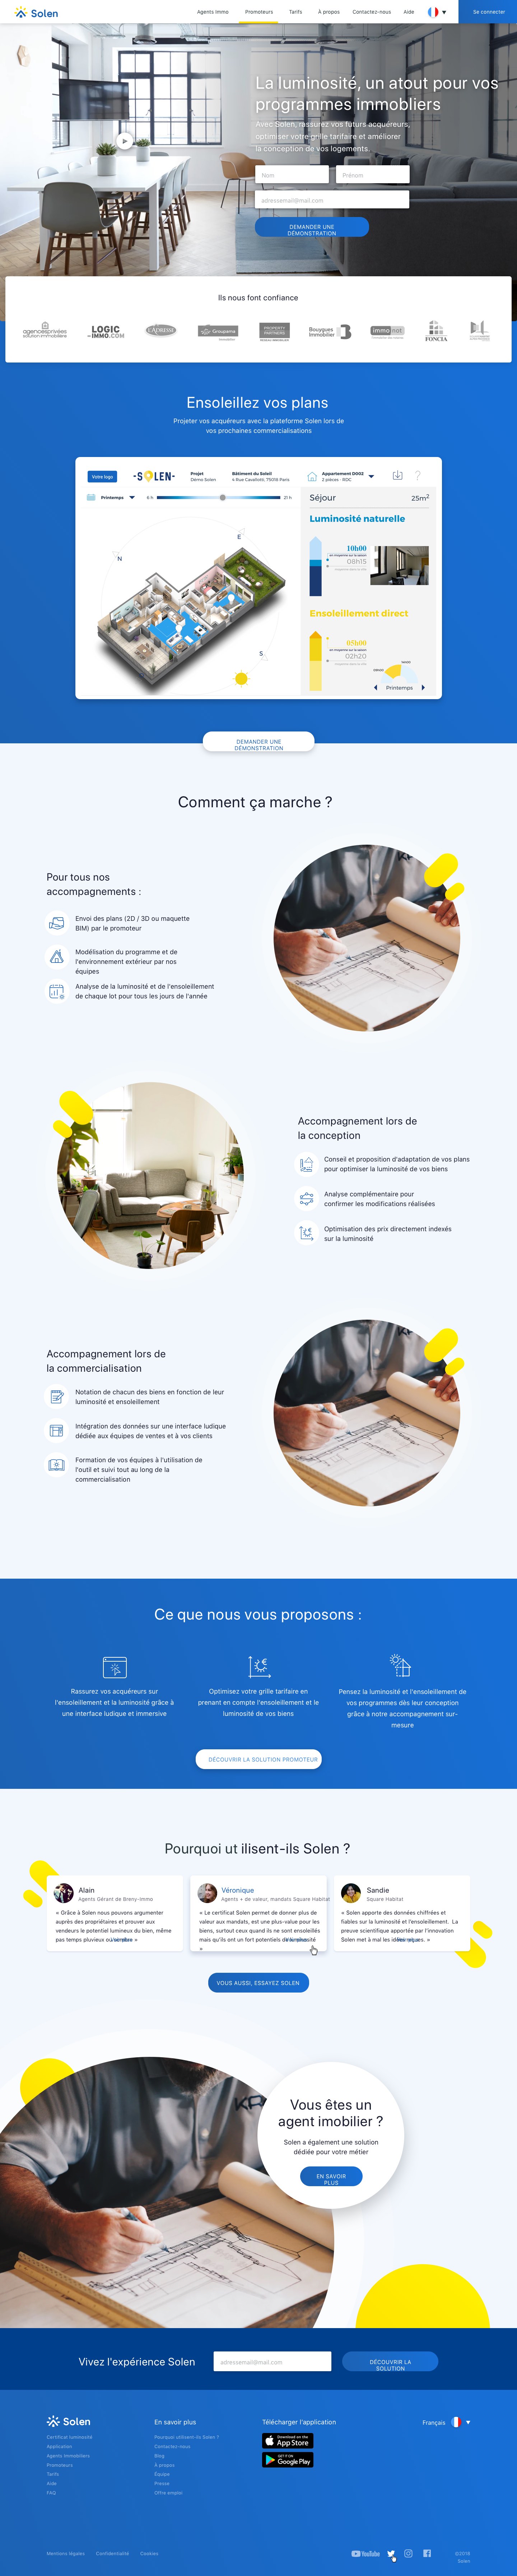 Solen
Agents immo
Promoteurs
Tarifs
À propos
Contactez-nous
Aide
Se connecter
La luminosité, un atout pour vos
programmes immobliers
Avec Solen, rassurez vos futurs acquéreurs,
optimiser votre grille tarifaire et améliorer
la conception de vos logements.
Nom
Prénom
adressemail@mail.com
DEMANDER UNE
DÉMONSTRATION
Ils nous font confiance
agencesprivées
solution immobilière
LOGIC
-IMMO.COM
L'ADRESSE
Groupama
Immobilier
PROPERTY
PARTNERS
Bouygues
Immobilier
immo not
FONCIA
Ensoleillez vos plans
Projeter vos acquéreurs avec la plateforme Solen lors de
vos prochaines commercialisations
Votre logo
-SOLEN-
Projet
Démo Solen
Bâtiment du Soleil
4 Rue Cavallotti, 75018 Paris
Appartement D002
2 pièces - RDC
?
Printemps
6 h
21 h
Séjour
25m²
Luminosité naturelle
10h00
en moyenne sur la saison
08h15
Ensoleillement direct
05h00
en moyenne sur la saison
02h20
Printemps
N
E
S
DEMANDER UNE
DÉMONSTRATION
Comment ça marche ?
Pour tous nos
accompagnements :
Envoi des plans (2D / 3D ou maquette
BIM) par le promoteur
Modélisation du programme et de
l'environnement extérieur par nos
équipes
Analyse de la luminosité et de l'ensoleillement
de chaque lot pour tous les jours de l'année
Accompagnement lors de
la conception
Conseil et proposition d'adaptation de vos plans
pour optimiser la luminosité de vos biens
Analyse complémentaire pour
confirmer les modifications réalisées
Optimisation des prix directement indexés
sur la luminosité
Accompagnement lors de
la commercialisation
Notation de chacun des biens en fonction de leur
luminosité et ensoleillement
Intégration des données sur une interface ludique
dédiée aux équipes de ventes et à vos clients
Formation de vos équipes à l'utilisation de
l'outil et suivi tout au long de la
commercialisation
Ce que nous vous proposons :
Rassurez vos acquéreurs sur
l'ensoleillement et la luminosité grâce à
une interface ludique et immersive
Optimisez votre grille tarifaire en
prenant en compte l'ensoleillement et le
luminosité de vos biens
Pensez la luminosité et l'ensoleillement de
vos programmes dès leur conception
grâce à notre accompagnement sur-
mesure
DÉCOUVRIR LA SOLUTION PROMOTEUR
Pourquoi ut ilisent-ils Solen ?
Alain
Agents Gérant de Breny-Immo
« Grâce à Solen nous pouvons argumenter
auprès des propriétaires et prouver aux
vendeurs le potentiel lumineux du bien, même
pas temps pluvieux ou sombre »
Véronique
Agents + de valeur, mandats Square Habitat
« Le certificat Solen permet de donner plus de
valeur aux mandats, est une plus-value pour les
biens, surtout ceux quand ils ne sont ensoleillés
mais qu'ils ont un fort potentiels de luminosité
»
Sandie
Square Habitat
« Solen apporte des données chiffrées et
fiables sur la luminosité et l'ensoleillement. La
preuve scientifique apportée par l'innovation
Solen met à mal les idées reçues. »
VOUS AUSSI, ESSAYEZ SOLEN
Vous êtes un
agent imobilier ?
Solen a également une solution
dédiée pour votre métier
EN SAVOIR
PLUS
Vivez l'expérience Solen
adressemail@mail.com
DÉCOUVRIR LA
SOLUTION
Solen
Certificat luminosité
Application
Agents immobiliers
Promoteurs
Tarifs
Aide
FAQ
En savoir plus
Pourquoi utilisent-ils Solen ?
Contactez-nous
Blog
À propos
Équipe
Presse
Offre emploi
Télécharger l'application
Download on the
App Store
GET IT ON
Google Play
Français
Mentions légales
Confidentialité
Cookies
YouTube
©2019
Solen